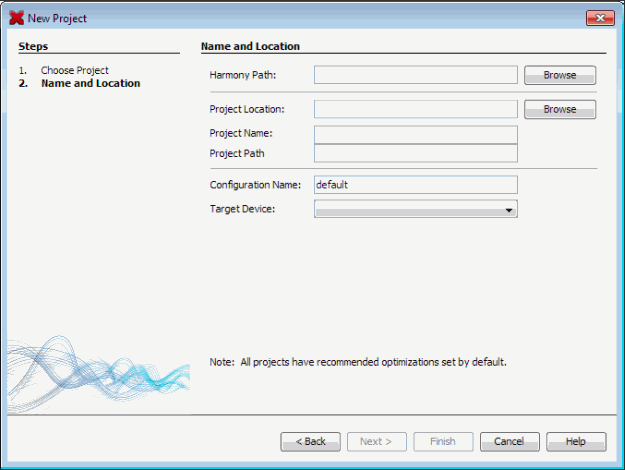 New Project
Steps
1. Choose Project
2. Name and Location
Name and Location
Harmony Path:
Browse
Project Location:
Browse
Project Name:
Project Path
Configuration Name: default
Target Device:
Note: All projects have recommended optimizations set by default.
< Back Next > Finish Cancel Help